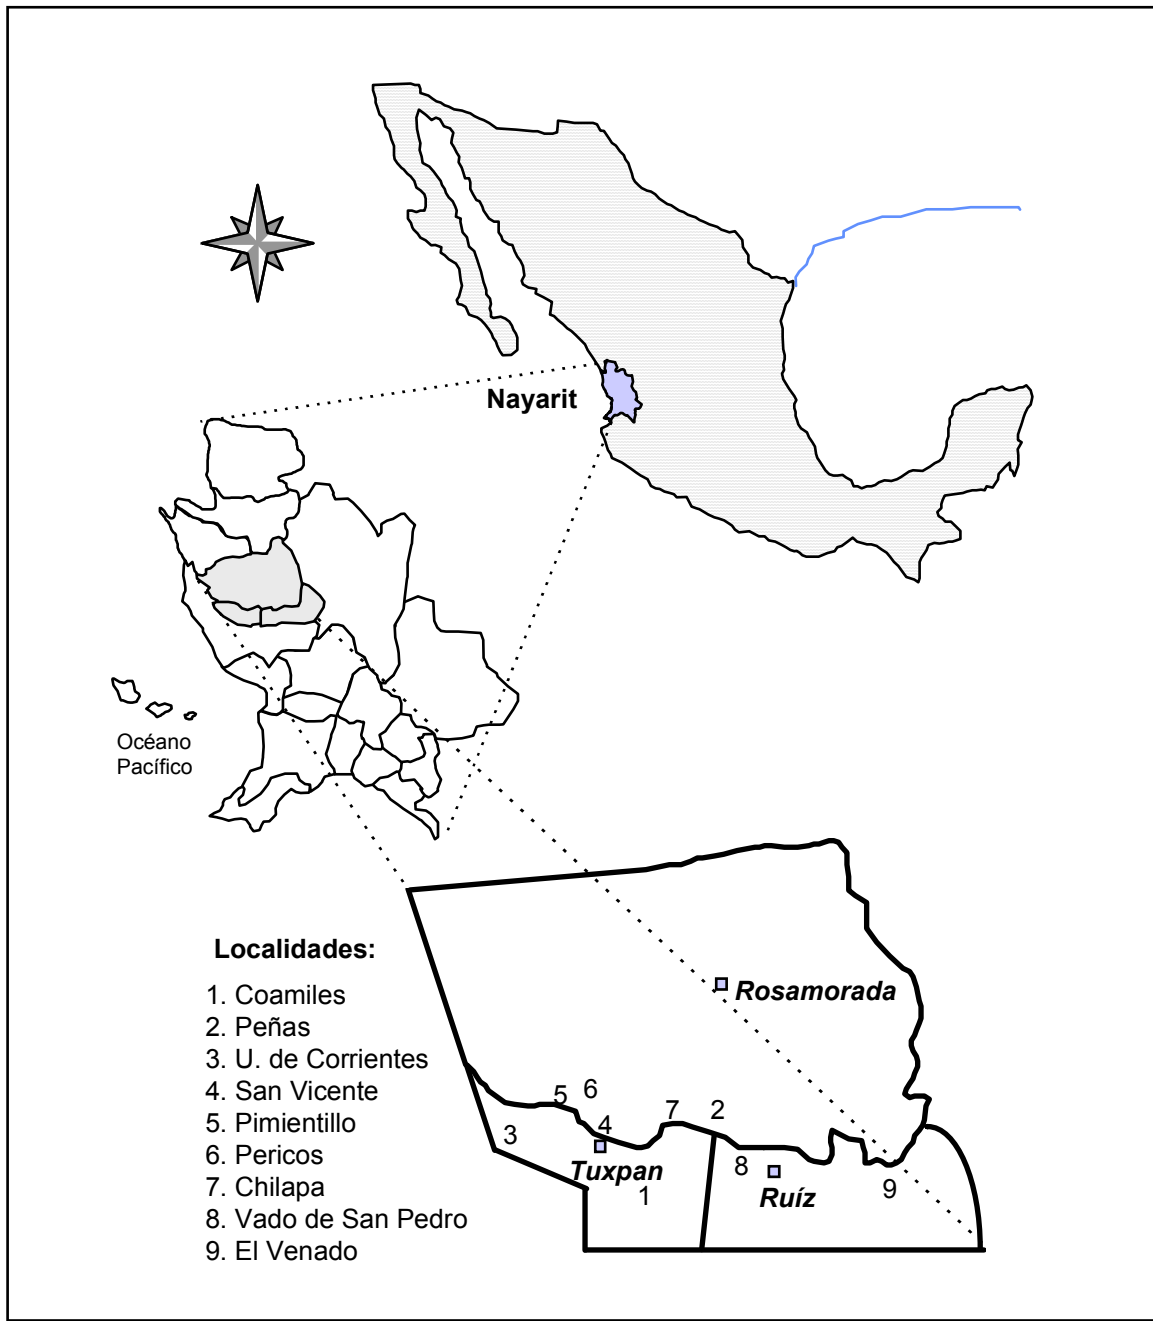 Nayarit
Océano
Pacífico
Localidades:
1. Coamiles
2. Peñas
3. U. de Corrientes
4. San Vicente
5. Pimientillo
6. Pericos
7. Chilapa
8. Vado de San Pedro
9. El Venado
Rosamorada
5
6
7
2
3
4
Tuxpan
1
8
Ruíz
9